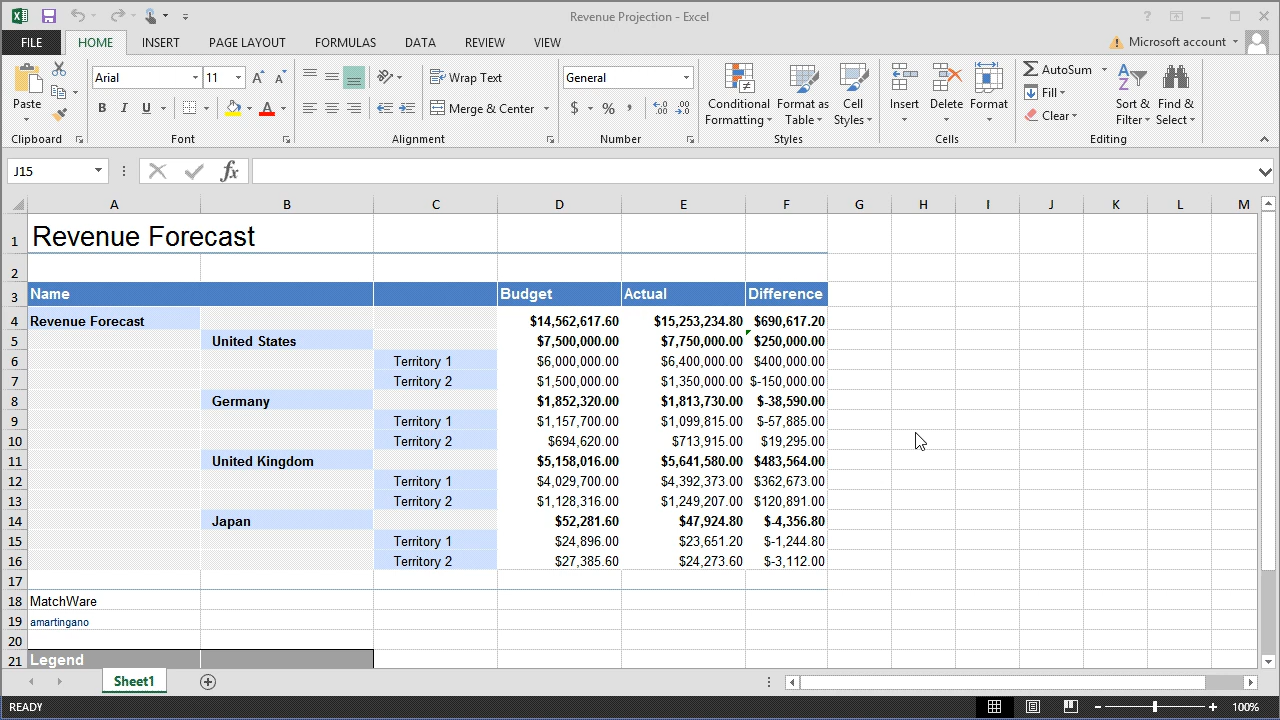 Revenue Projection - Excel
FILE HOME INSERT PAGE LAYOUT FORMULAS DATA REVIEW VIEW Microsoft account
Paste Arial 11 Wrap Text General Conditional Formatting Format as Table Cell Styles Insert Delete Format AutoSum Fill Clear Sort & Filter Find & Select
B I U Merge & Center $ % ,
Clipboard Font Alignment Number Styles Cells Editing
J15 fx
A B C D E F G H I J K L M
1 Revenue Forecast
2
3 Name Budget Actual Difference
4 Revenue Forecast $14,562,617.60 $15,253,234.80 $690,617.20
5 United States $7,500,000.00 $7,750,000.00 $250,000.00
6 Territory 1 $6,000,000.00 $6,400,000.00 $400,000.00
7 Territory 2 $1,500,000.00 $1,350,000.00 $-150,000.00
8 Germany $1,852,320.00 $1,813,730.00 $-38,590.00
9 Territory 1 $1,157,700.00 $1,099,815.00 $-57,885.00
10 Territory 2 $694,620.00 $713,915.00 $19,295.00
11 United Kingdom $5,158,016.00 $5,641,580.00 $483,564.00
12 Territory 1 $4,029,700.00 $4,392,373.00 $362,673.00
13 Territory 2 $1,128,316.00 $1,249,207.00 $120,891.00
14 Japan $52,281.60 $47,924.80 $-4,356.80
15 Territory 1 $24,896.00 $23,651.20 $-1,244.80
16 Territory 2 $27,385.60 $24,273.60 $-3,112.00
17
18 MatchWare
19 amartingano
20
21 Legend
Sheet1
READY 100%